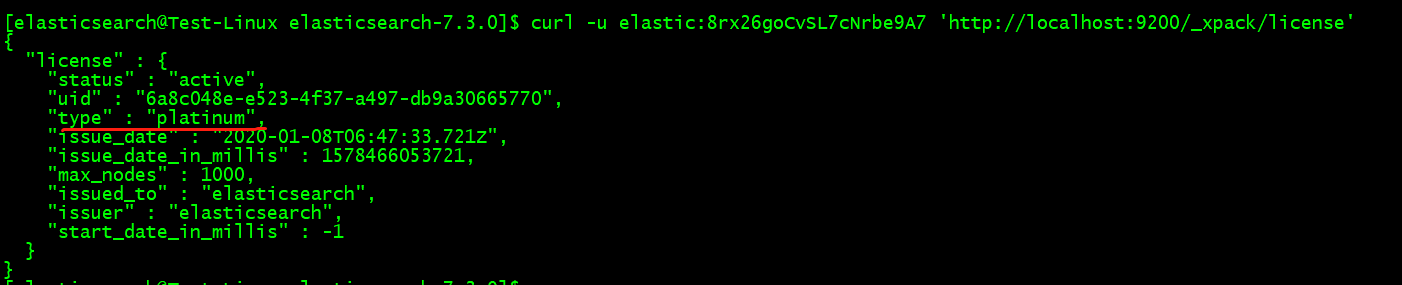 [elasticsearch@Test-Linux elasticsearch-7.3.0]$ curl -u elastic:8rx26goCvSL7cNrbe9A7 'http://localhost:9200/_xpack/license'
{
  "license" : {
    "status" : "active",
    "uid" : "6a8c048e-e523-4f37-a497-db9a30665770",
    "type" : "platinum",
    "issue_date" : "2020-01-08T06:47:33.721Z",
    "issue_date_in_millis" : 1578466053721,
    "max_nodes" : 1000,
    "issued_to" : "elasticsearch",
    "issuer" : "elasticsearch",
    "start_date_in_millis" : -1
  }
}